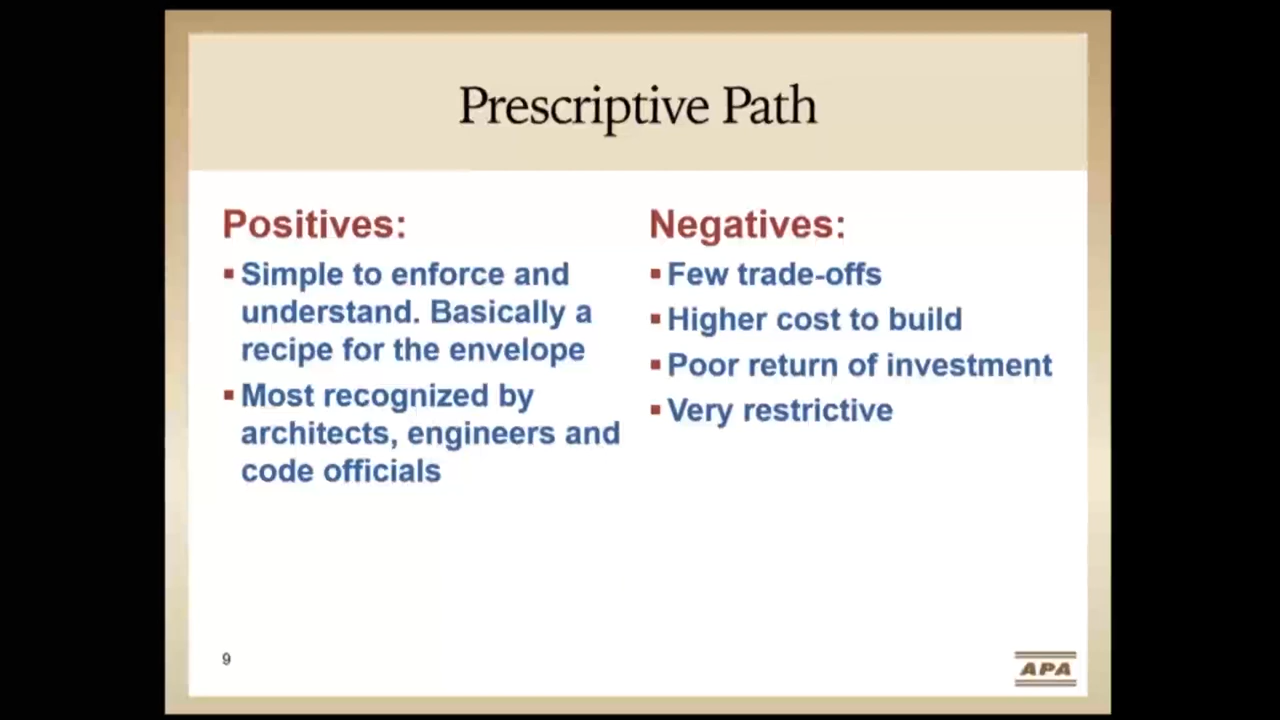 Prescriptive Path
Positives:
▪ Simple to enforce and
understand. Basically a
recipe for the envelope
▪ Most recognized by
architects, engineers and
code officials
Negatives:
▪ Few trade-offs
▪ Higher cost to build
▪ Poor return of investment
▪ Very restrictive
9
APA